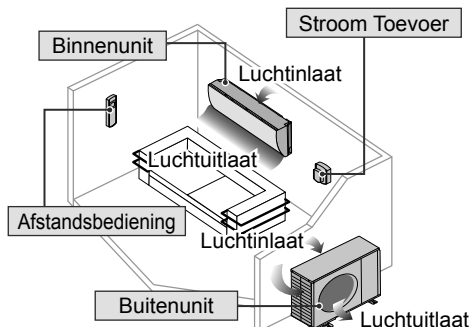 Stroom Toevoer
Binnenunit
Luchtinlaat
Luchtuitlaat
Afstandsbediening
Luchtinlaat
Buitenunit
Luchtuitlaat